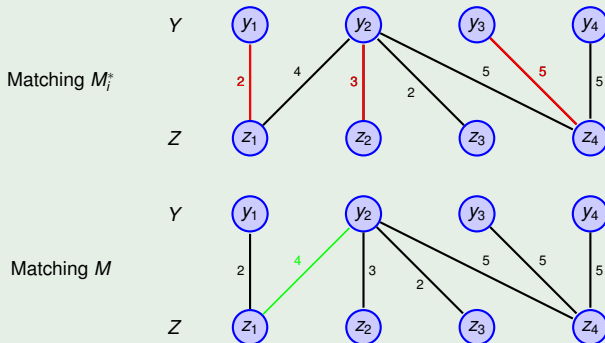 Y y1 y2 y3 y4
Matching M*i 2 4 3 2 5 5 5
Z z1 z2 z3 z4
Y y1 y2 y3 y4
Matching M 2 4 3 2 5 5 5
Z z1 z2 z3 z4